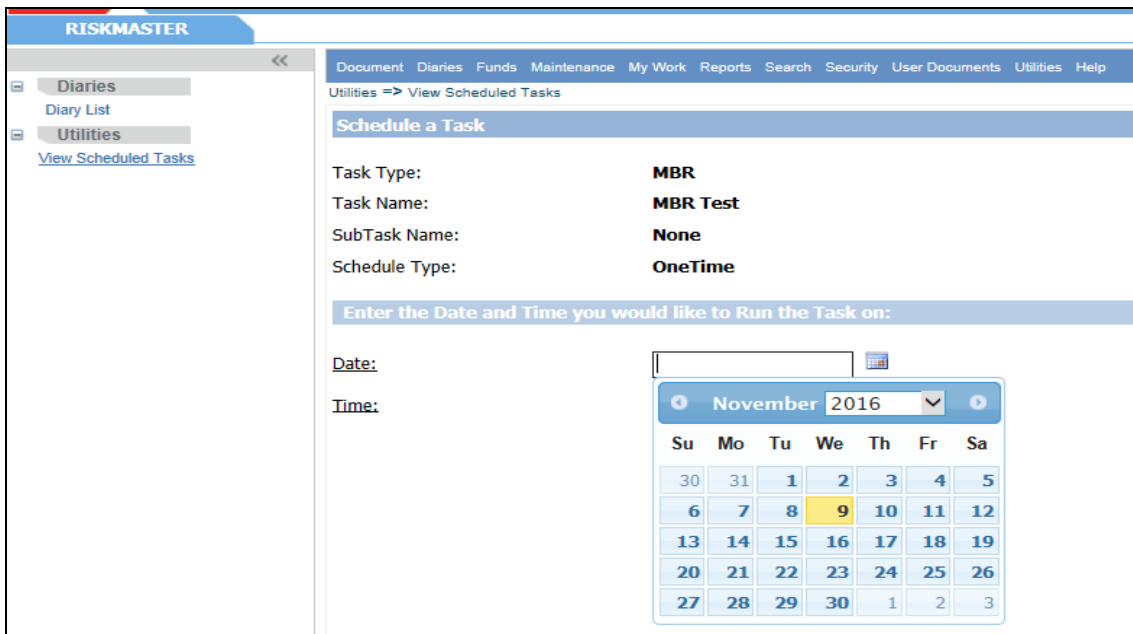 RISKMASTER
Diaries
Diary List
Utilities
View Scheduled Tasks
Document Diaries Funds Maintenance My Work Reports Search Security User Documents Utilities Help
Utilities => View Scheduled Tasks
Schedule a Task
Task Type: MBR
Task Name: MBR Test
SubTask Name: None
Schedule Type: OneTime
Enter the Date and Time you would like to Run the Task on:
Date:
Time:
November 2016
Su Mo Tu We Th Fr Sa
30 31 1 2 3 4 5
6 7 8 9 10 11 12
13 14 15 16 17 18 19
20 21 22 23 24 25 26
27 28 29 30 1 2 3